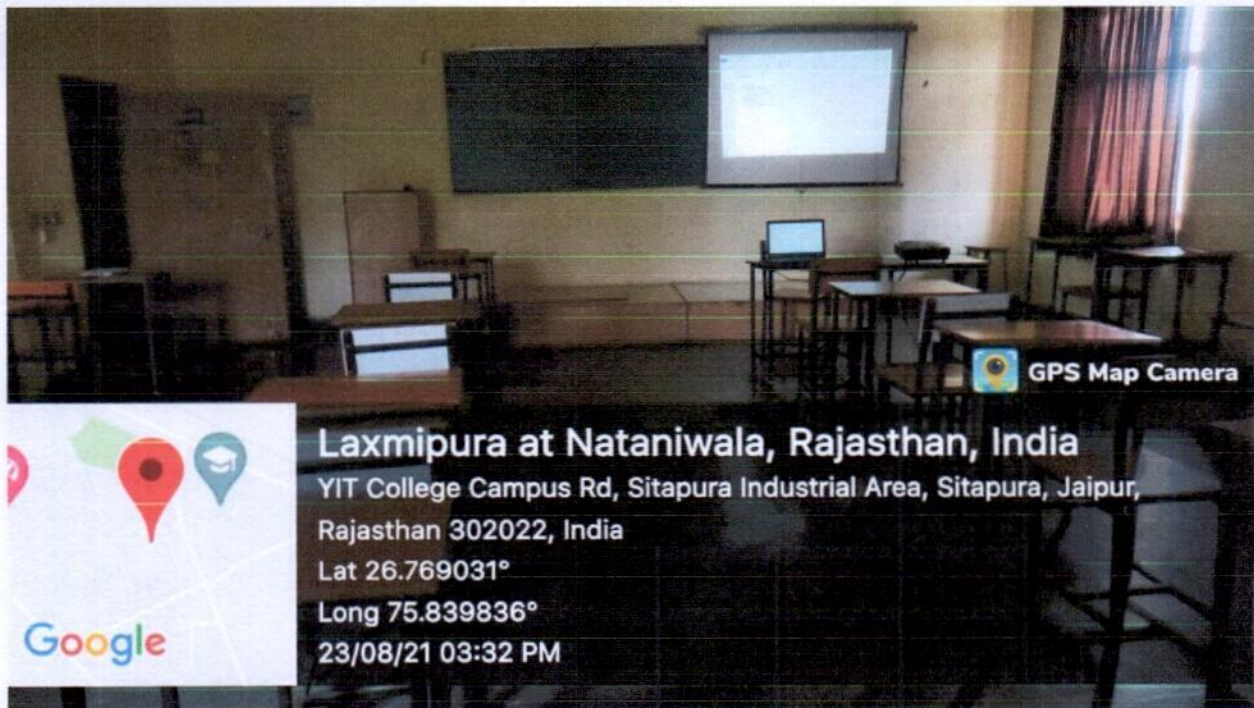 GPS Map Camera
Laxmipura at Nataniwala, Rajasthan, India
YIT College Campus Rd, Sitapura Industrial Area, Sitapura, Jaipur,
Rajasthan 302022, India
Lat 26.769031°
Long 75.839836°
23/08/21 03:32 PM
Google